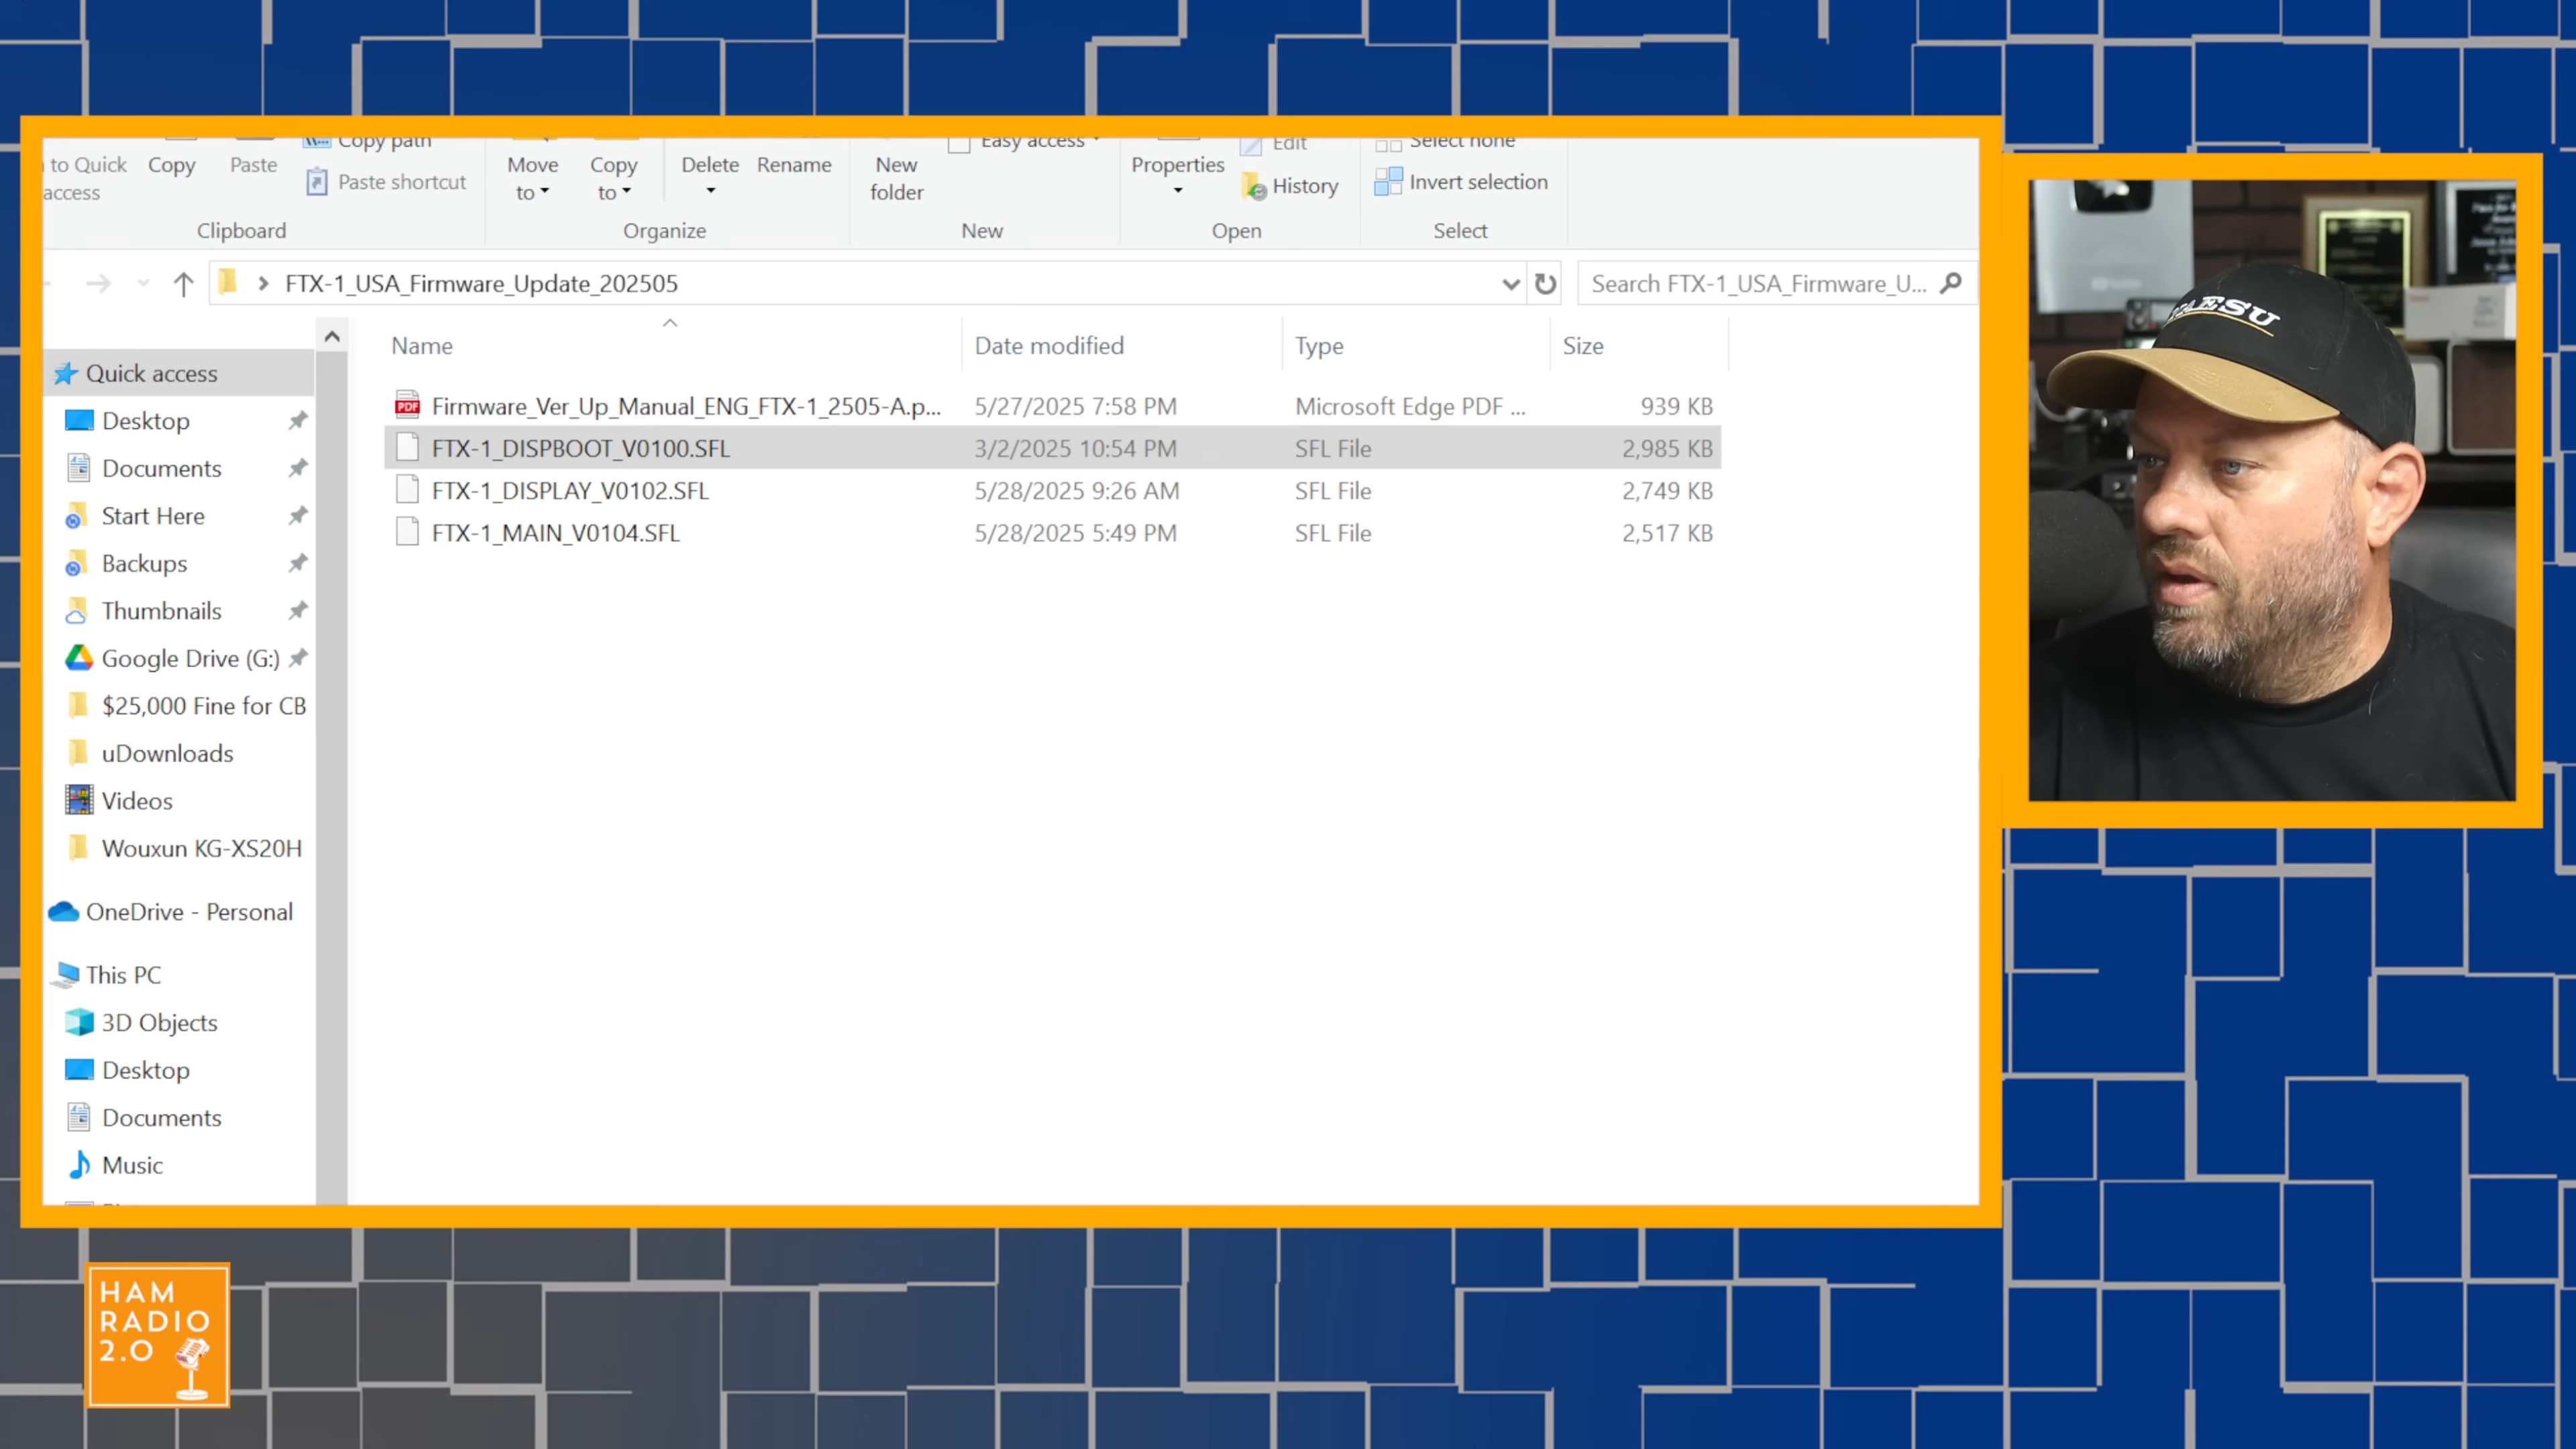 to Quick
access
Copy
Paste
Copy path
Paste shortcut
Clipboard
Move
to
Copy
to
Delete
Rename
Organize
New
folder
Easy access
New
Properties
Edit
History
Open
Select none
Invert selection
Select
FTX-1_USA_Firmware_Update_202505
Search FTX-1_USA_Firmware_U...
Name
Date modified
Type
Size
Firmware_Ver_Up_Manual_ENG_FTX-1_2505-A.p... 5/27/2025 7:58 PM Microsoft Edge PDF ... 939 KB
FTX-1_DISPBOOT_V0100.SFL 3/2/2025 10:54 PM SFL File 2,985 KB
FTX-1_DISPLAY_V0102.SFL 5/28/2025 9:26 AM SFL File 2,749 KB
FTX-1_MAIN_V0104.SFL 5/28/2025 5:49 PM SFL File 2,517 KB
PDF
Quick access
Desktop
Documents
Start Here
Backups
Thumbnails
Google Drive (G:)
$25,000 Fine for CB
uDownloads
Videos
Wouxun KG-XS20H
OneDrive - Personal
This PC
3D Objects
Desktop
Documents
Music
HAM
RADIO
2.0